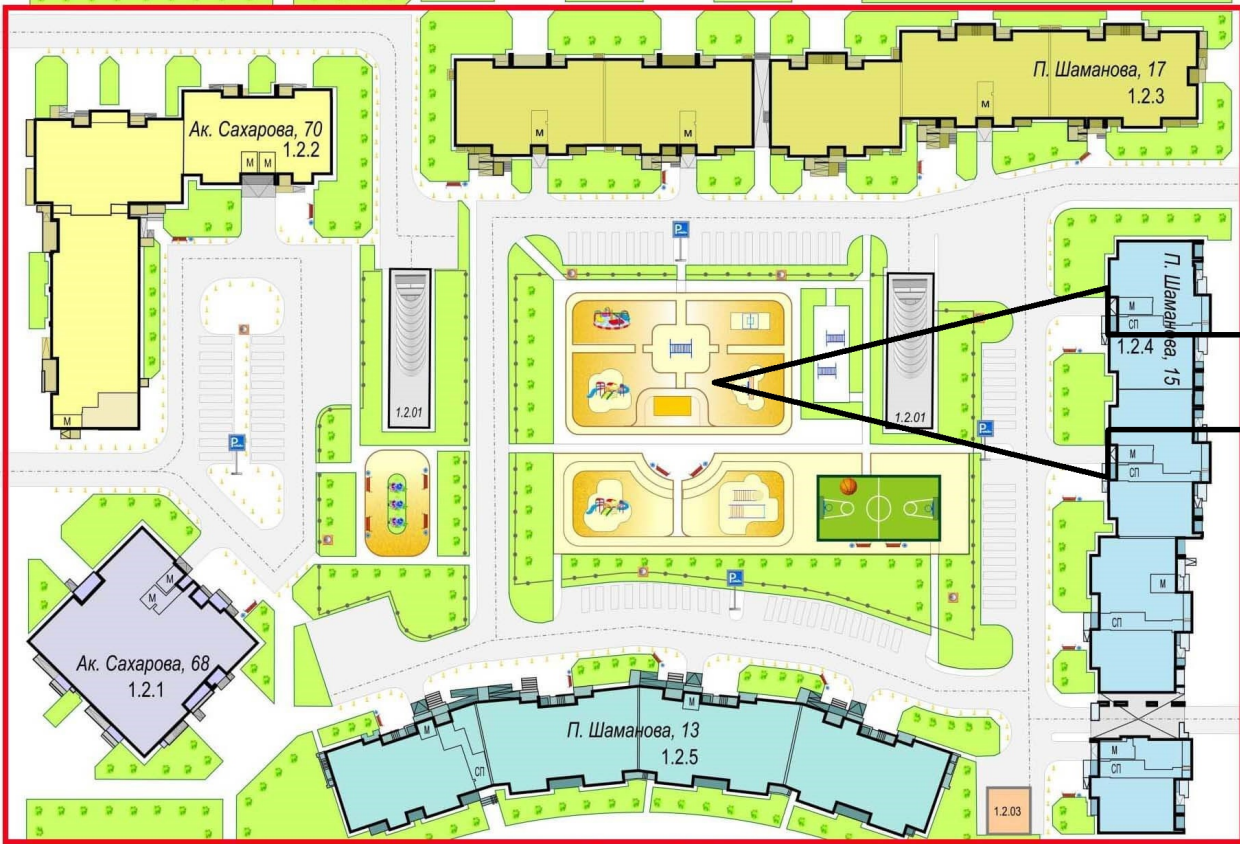 П. Шаманова, 17
1.2.3
М
М
М
Ак. Сахарова, 70
1.2.2
М
М
P
П. Шаманова, 15
1.2.4
М
СП
1.2.01
1.2.01
М
P
P
М
СП
М
М
М
СП
P
Ак. Сахарова, 68
1.2.1
П. Шаманова, 13
1.2.5
М
М
СП
М
СП
1.2.03